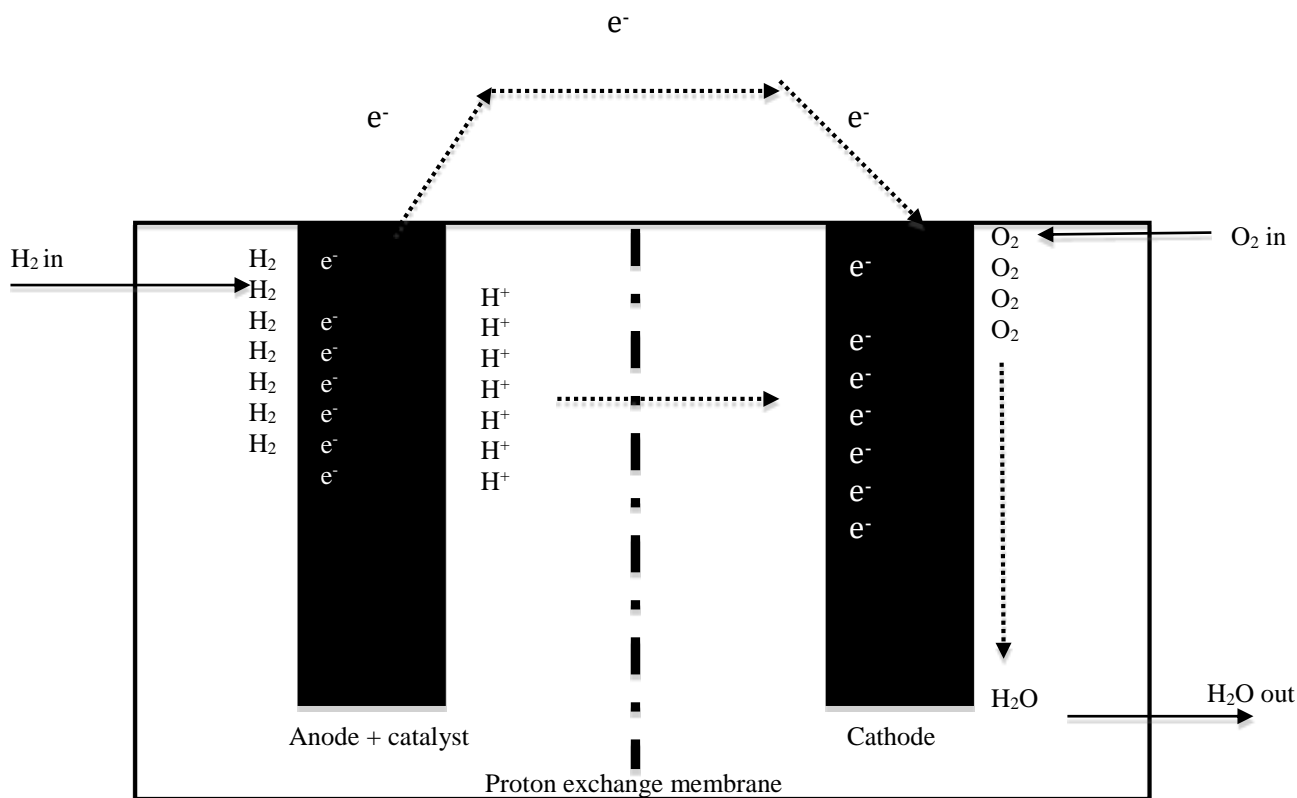 e⁻
e⁻
e⁻
H₂ in
H₂
H₂
H₂
H₂
H₂
H₂
H₂
e⁻
e⁻
e⁻
e⁻
e⁻
e⁻
e⁻
H⁺
H⁺
H⁺
H⁺
H⁺
H⁺
H⁺
e⁻
e⁻
e⁻
e⁻
e⁻
e⁻
e⁻
O₂
O₂
O₂
O₂
O₂ in
H₂O
H₂O out
Anode + catalyst
Cathode
Proton exchange membrane